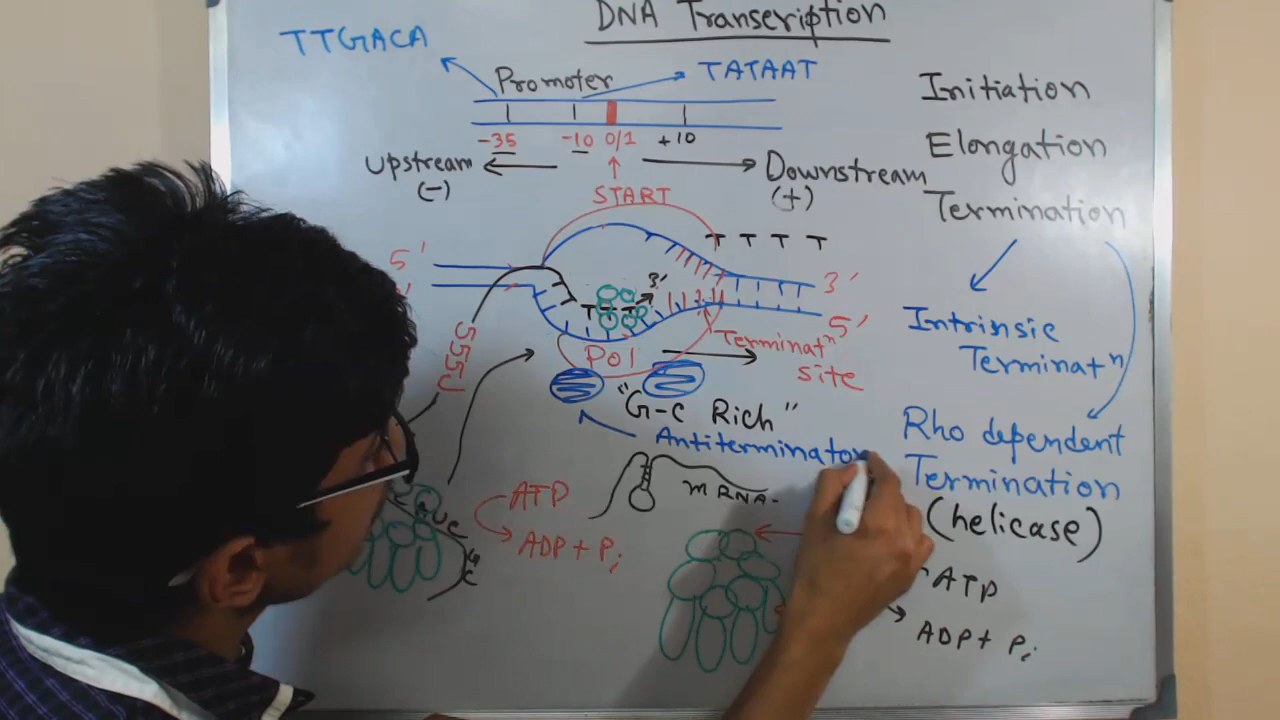 DNA Transcription
TTGACA
Promoter
TATAAT
-35 -10 0/1 +10
Upstream
(-)
START
Downstream
(+)
Initiation
Elongation
Termination
Intrinsic
Terminatⁿ
Rho dependent
Termination
(helicase)
ATP
ADP + Pi
T T T T
5' 3'
3'
5'
Pol
Terminatⁿ
site
"G-C Rich"
Antiterminator
mRNA
ATP
ADP + Pi